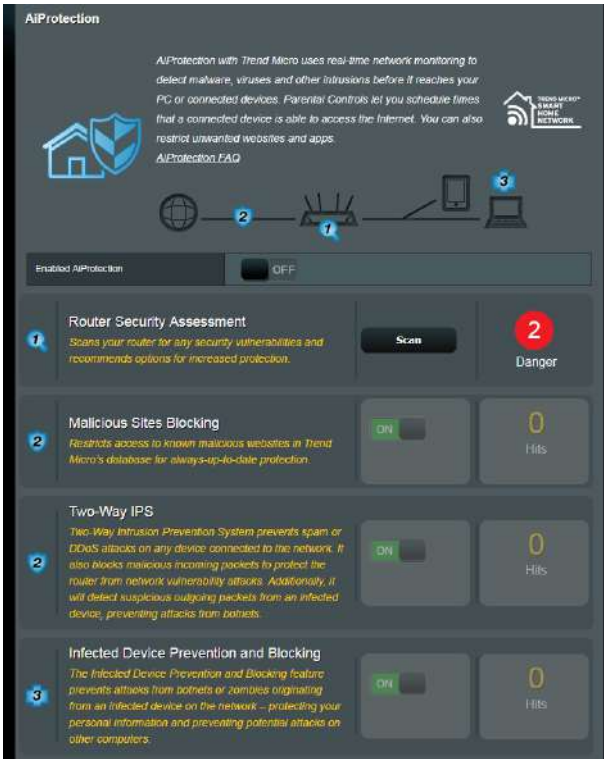 AiProtection
AiProtection with Trend Micro uses real-time network monitoring to
detect malware, viruses and other intrusions before it reaches your
PC or connected devices. Parental Controls let you schedule times
that a connected device is able to access the Internet. You can also
restrict unwanted websites and apps.
AiProtection FAQ
TREND MICRO™
SMART
HOME
NETWORK
3
2
1
Enabled AiProtection
OFF
1
Router Security Assessment
Scans your router for any security vulnerabilities and
recommends options for increased protection.
Scan
2
Danger
2
Malicious Sites Blocking
Restricts access to known malicious websites in Trend
Micro's database for always-up-to-date protection.
ON
0
Hits
2
Two-Way IPS
Two-Way Intrusion Prevention System prevents spam or
DDoS attacks on any device connected to the network. It
also blocks malicious incoming packets to protect the
router from network vulnerability attacks. Additionally, it
will detect suspicious outgoing packets from an infected
device, preventing attacks from botnets.
ON
0
Hits
3
Infected Device Prevention and Blocking
The Infected Device Prevention and Blocking feature
prevents attacks from botnets or zombies originating
from an infected device on the network – protecting your
personal information and preventing potential attacks on
other computers.
ON
0
Hits